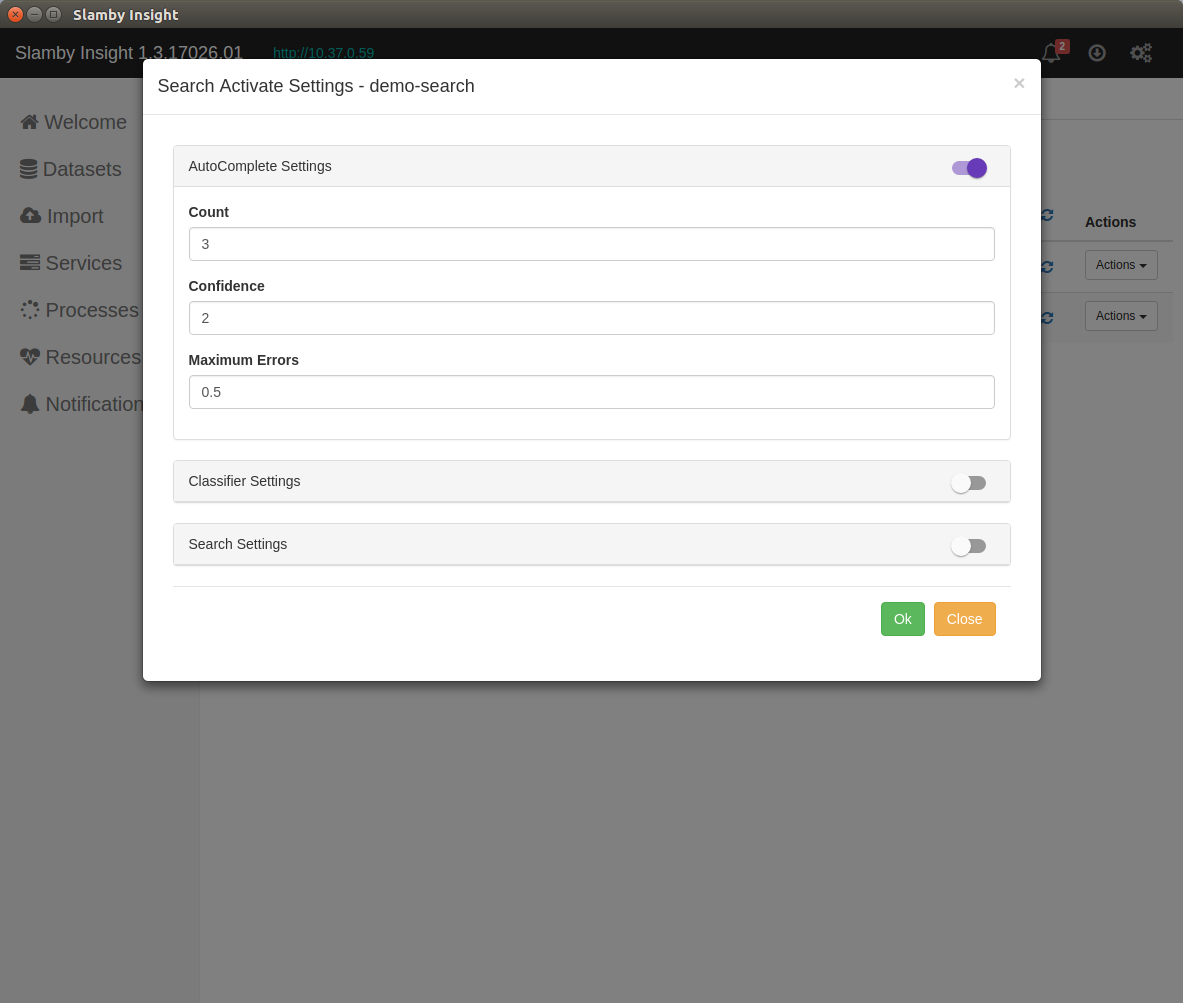 Slamby Insight
Slamby Insight 1.3.17026.01 http://10.37.0.59 2
Search Activate Settings - demo-search ×
Welcome
Datasets
Import
Services
Processes
Resources
Notification
AutoComplete Settings
Count
3
Confidence
2
Maximum Errors
0.5
Classifier Settings
Search Settings
Ok Close
Actions
Actions
Actions